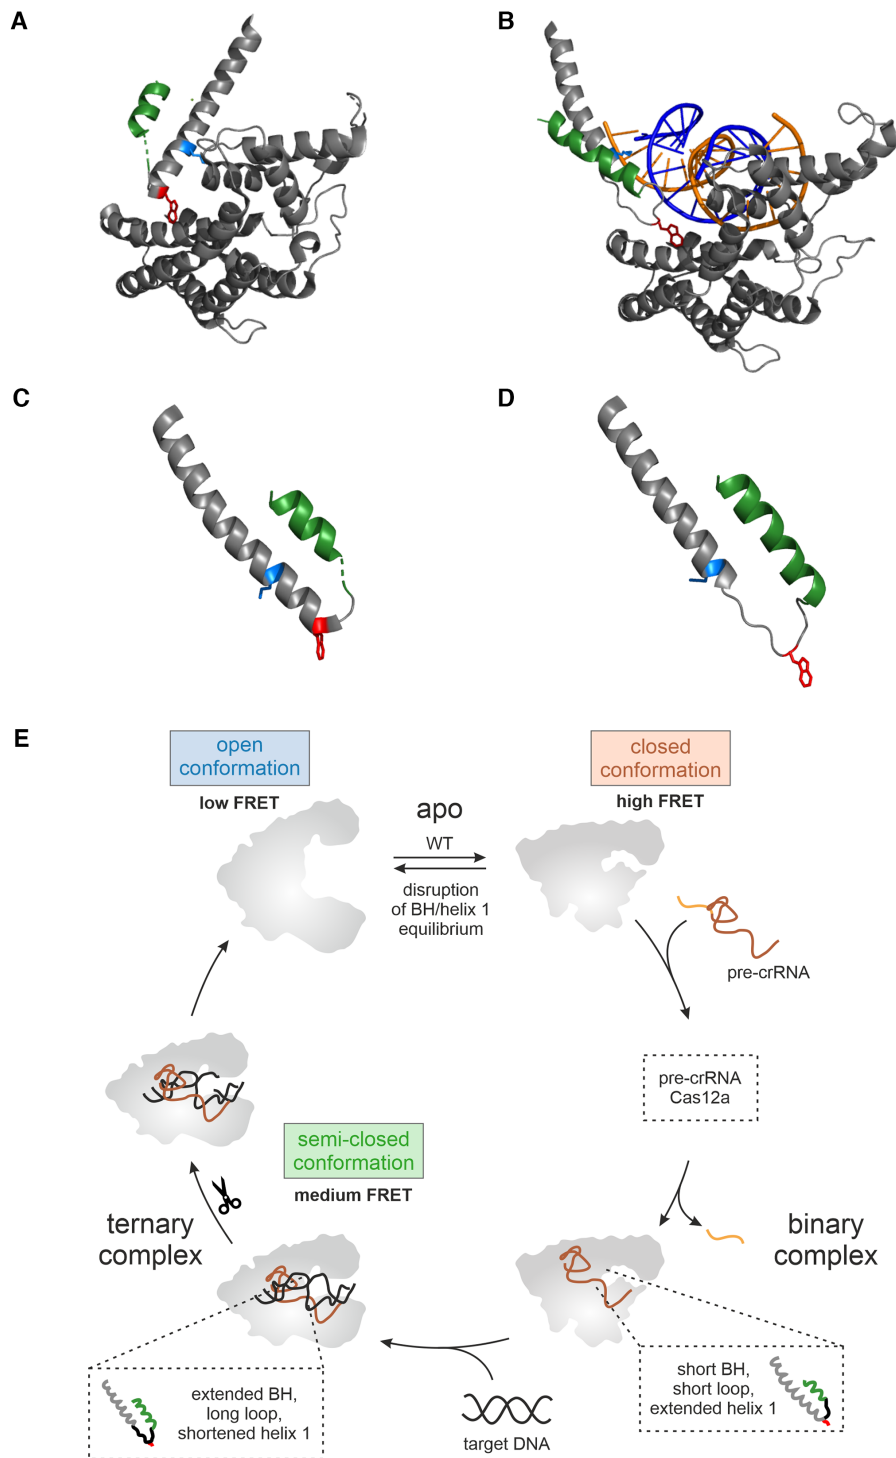 A
B
C
D
E
open
conformation
low FRET
closed
conformation
high FRET
apo
WT
disruption
of BH/helix 1
equilibrium
pre-crRNA
pre-crRNA
Cas12a
semi-closed
conformation
medium FRET
ternary
complex
binary
complex
extended BH,
long loop,
shortened helix 1
target DNA
short BH,
short loop,
extended helix 1